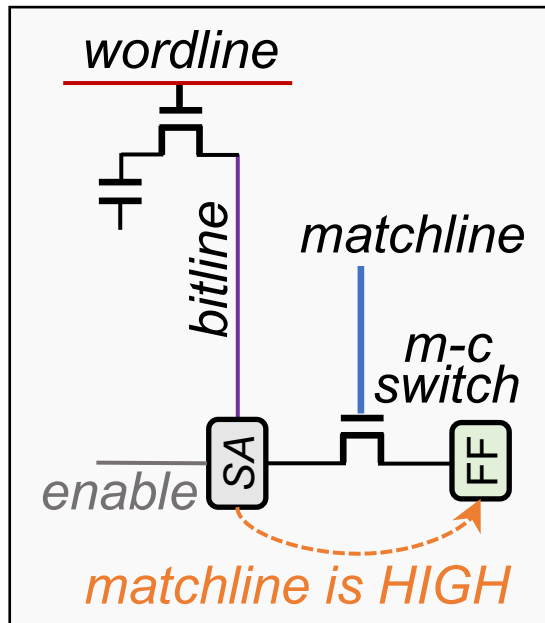 wordline
bitline
matchline
m-c
switch
SA
FF
enable
matchline is HIGH